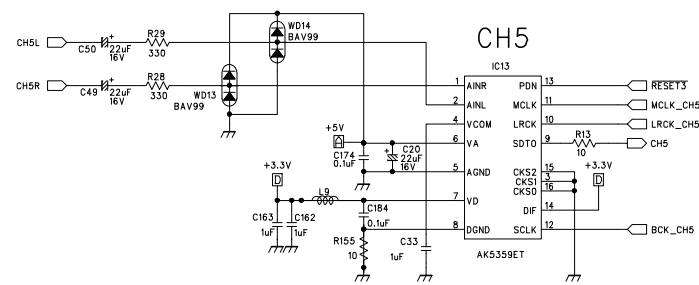 CH5
CH5L
C50
+
22uF
16V
R29
330
WD14
BAV99
CH5R
C49
+
22uF
16V
R28
330
WD13
BAV99
IC13
1 AINR
2 AINL
4 VCOM
6 VA
5 AGND
7 VD
8 DGND
PDN 13
MCLK 11
LRCK 10
SDTO 9
CKS2 15
CKS1 3
CKS0 16
DIF 14
SCLK 12
AK5359ET
RESET3
MCLK_CH5
LRCK_CH5
R13
10
CH5
+3.3V
D
BCK_CH5
+5V
A
C174
0.1uF
+
C20
22uF
16V
+3.3V
D
L9
C163
1uF
C162
1uF
C184
0.1uF
R155
10
C33
1uF